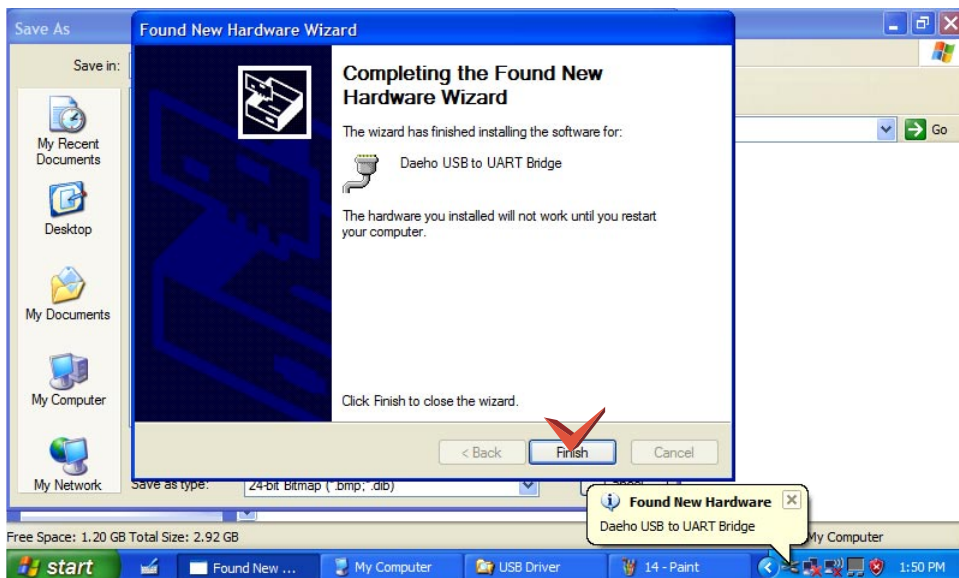 Save As
Found New Hardware Wizard
Save in:
Completing the Found New
Hardware Wizard
The wizard has finished installing the software for:
Daeho USB to UART Bridge
The hardware you installed will not work until you restart
your computer.
Click Finish to close the wizard.
< Back
Finish
Cancel
My Recent
Documents
Desktop
My Documents
My Computer
My Network
Go
Save as type:
24-bit Bitmap (*.bmp;*.dib)
Cancel
Found New Hardware
Daeho USB to UART Bridge
Free Space: 1.20 GB Total Size: 2.92 GB
My Computer
start
Found New ...
My Computer
USB Driver
14 - Paint
1:50 PM